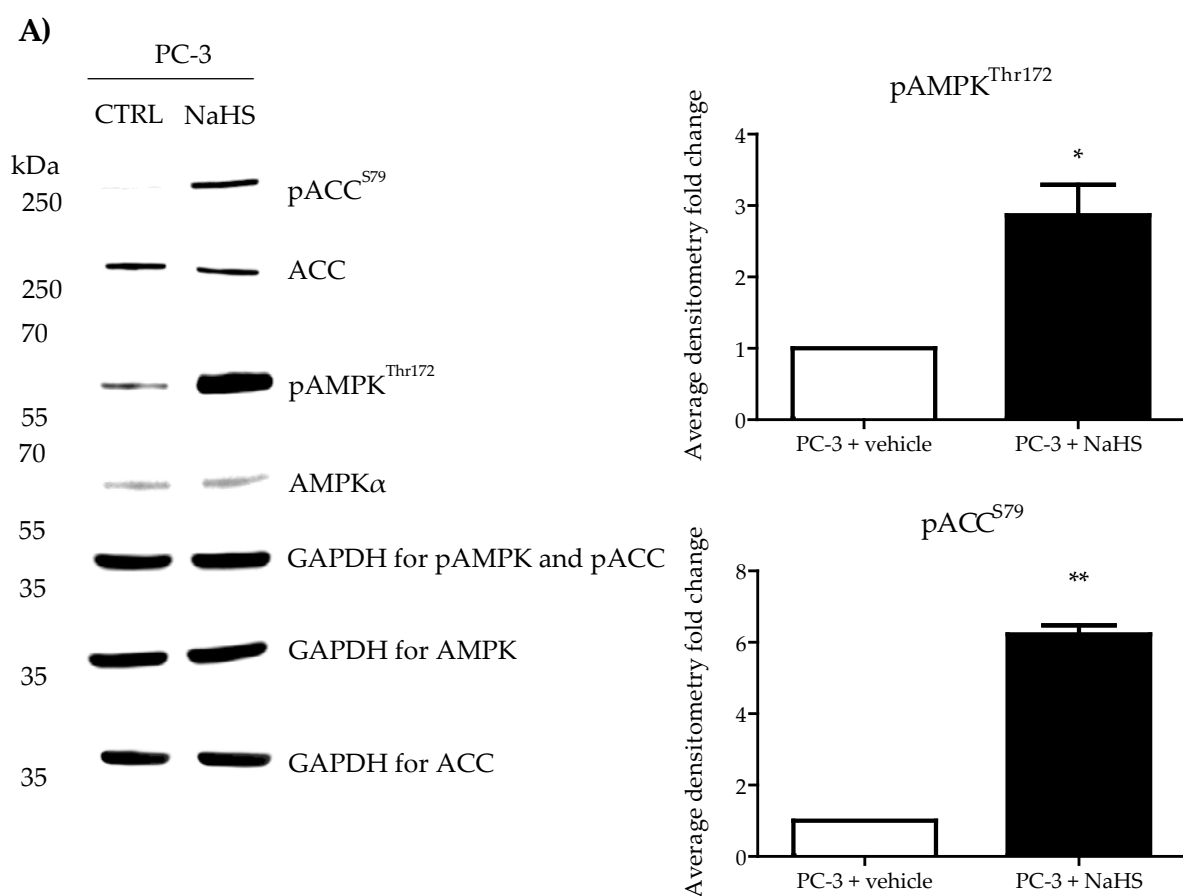 A)
PC-3
CTRL NaHS
kDa
250
pACC^S79
ACC
250
70
pAMPK^Thr172
55
70
AMPKα
55
GAPDH for pAMPK and pACC
35
GAPDH for AMPK
35
GAPDH for ACC
35
pAMPK^Thr172
Average densitometry fold change
4
3
2
1
0
*
PC-3 + vehicle PC-3 + NaHS
pACC^S79
Average densitometry fold change
8
6
4
2
0
**
PC-3 + vehicle PC-3 + NaHS